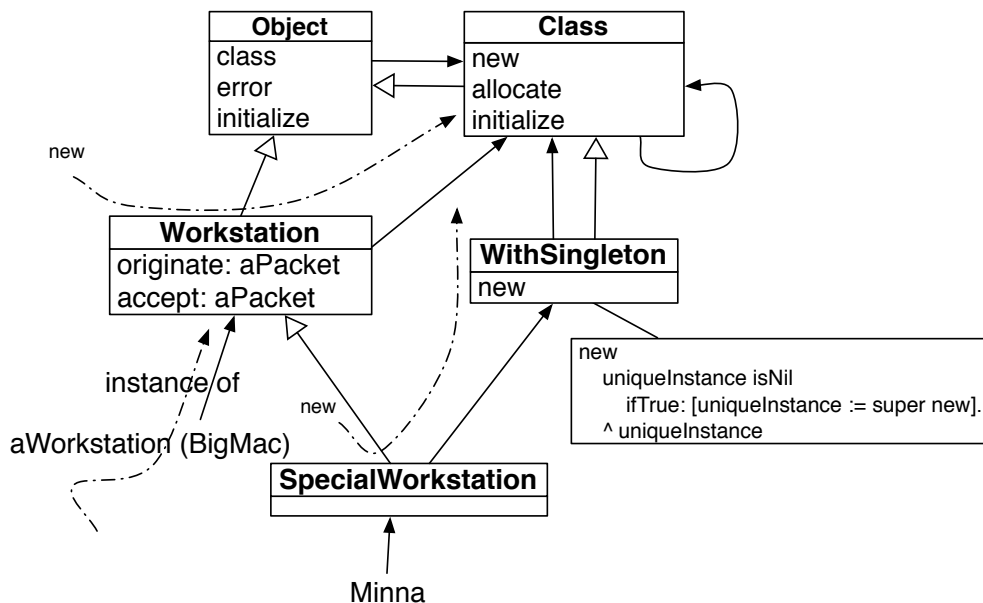 Object
class
error
initialize
Class
new
allocate
initialize
new
Workstation
originate: aPacket
accept: aPacket
WithSingleton
new
new
uniqueInstance isNil
ifTrue: [uniqueInstance := super new].
^ uniqueInstance
instance of
new
aWorkstation (BigMac)
SpecialWorkstation
Minna